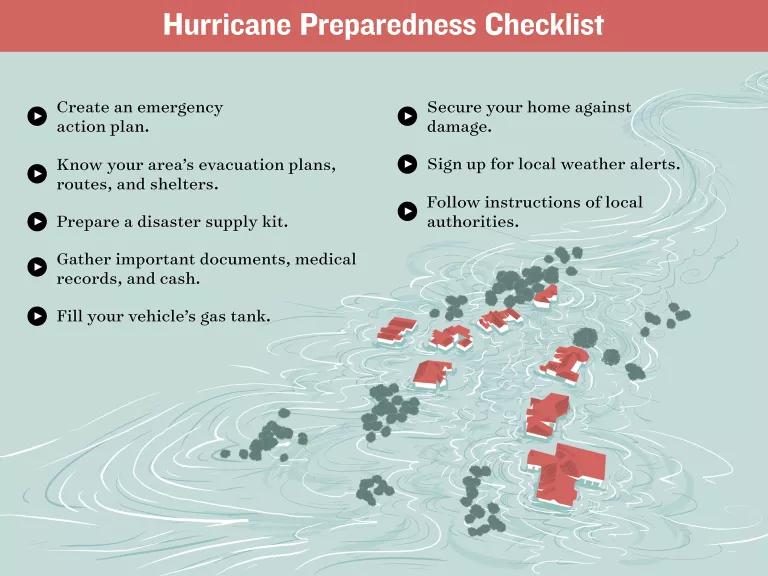 Hurricane Preparedness Checklist
Create an emergency
action plan.
Know your area's evacuation plans,
routes, and shelters.
Prepare a disaster supply kit.
Gather important documents, medical
records, and cash.
Fill your vehicle's gas tank.
Secure your home against
damage.
Sign up for local weather alerts.
Follow instructions of local
authorities.